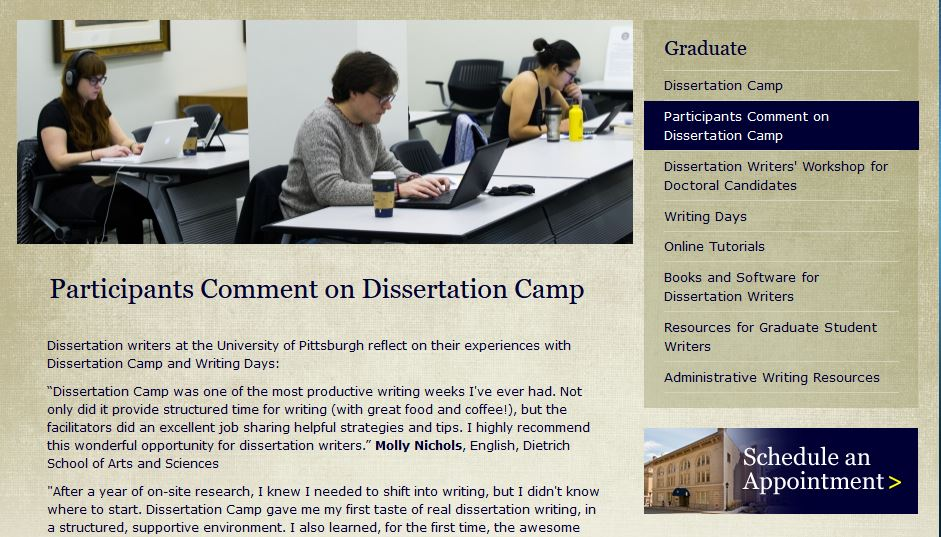 Graduate
Dissertation Camp
Participants Comment on
Dissertation Camp
Dissertation Writers' Workshop for
Doctoral Candidates
Writing Days
Online Tutorials
Books and Software for
Dissertation Writers
Resources for Graduate Student
Writers
Administrative Writing Resources
Schedule an
Appointment >
Participants Comment on Dissertation Camp
Dissertation writers at the University of Pittsburgh reflect on their experiences with
Dissertation Camp and Writing Days:
“Dissertation Camp was one of the most productive writing weeks I've ever had. Not
only did it provide structured time for writing (with great food and coffee!), but the
facilitators did an excellent job sharing helpful strategies and tips. I highly recommend
this wonderful opportunity for dissertation writers.” Molly Nichols, English, Dietrich
School of Arts and Sciences
"After a year of on-site research, I knew I needed to shift into writing, but I didn't know
where to start. Dissertation Camp gave me my first taste of real dissertation writing, in
a structured, supportive environment. I also learned, for the first time, the awesome